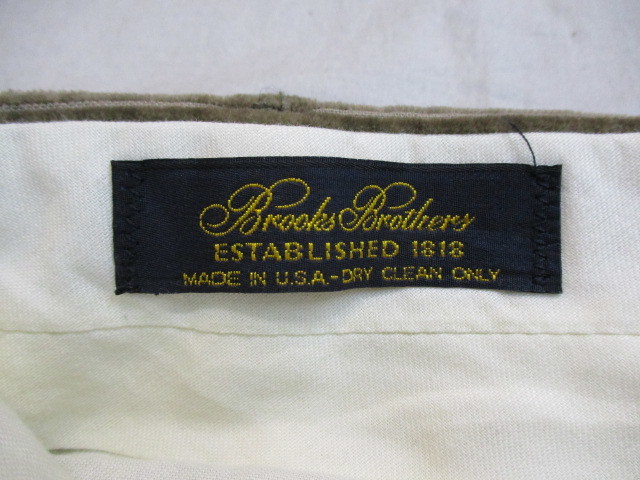 Brooks Brothers
ESTABLISHED 1818
MADE IN U.S.A.-DRY CLEAN ONLY